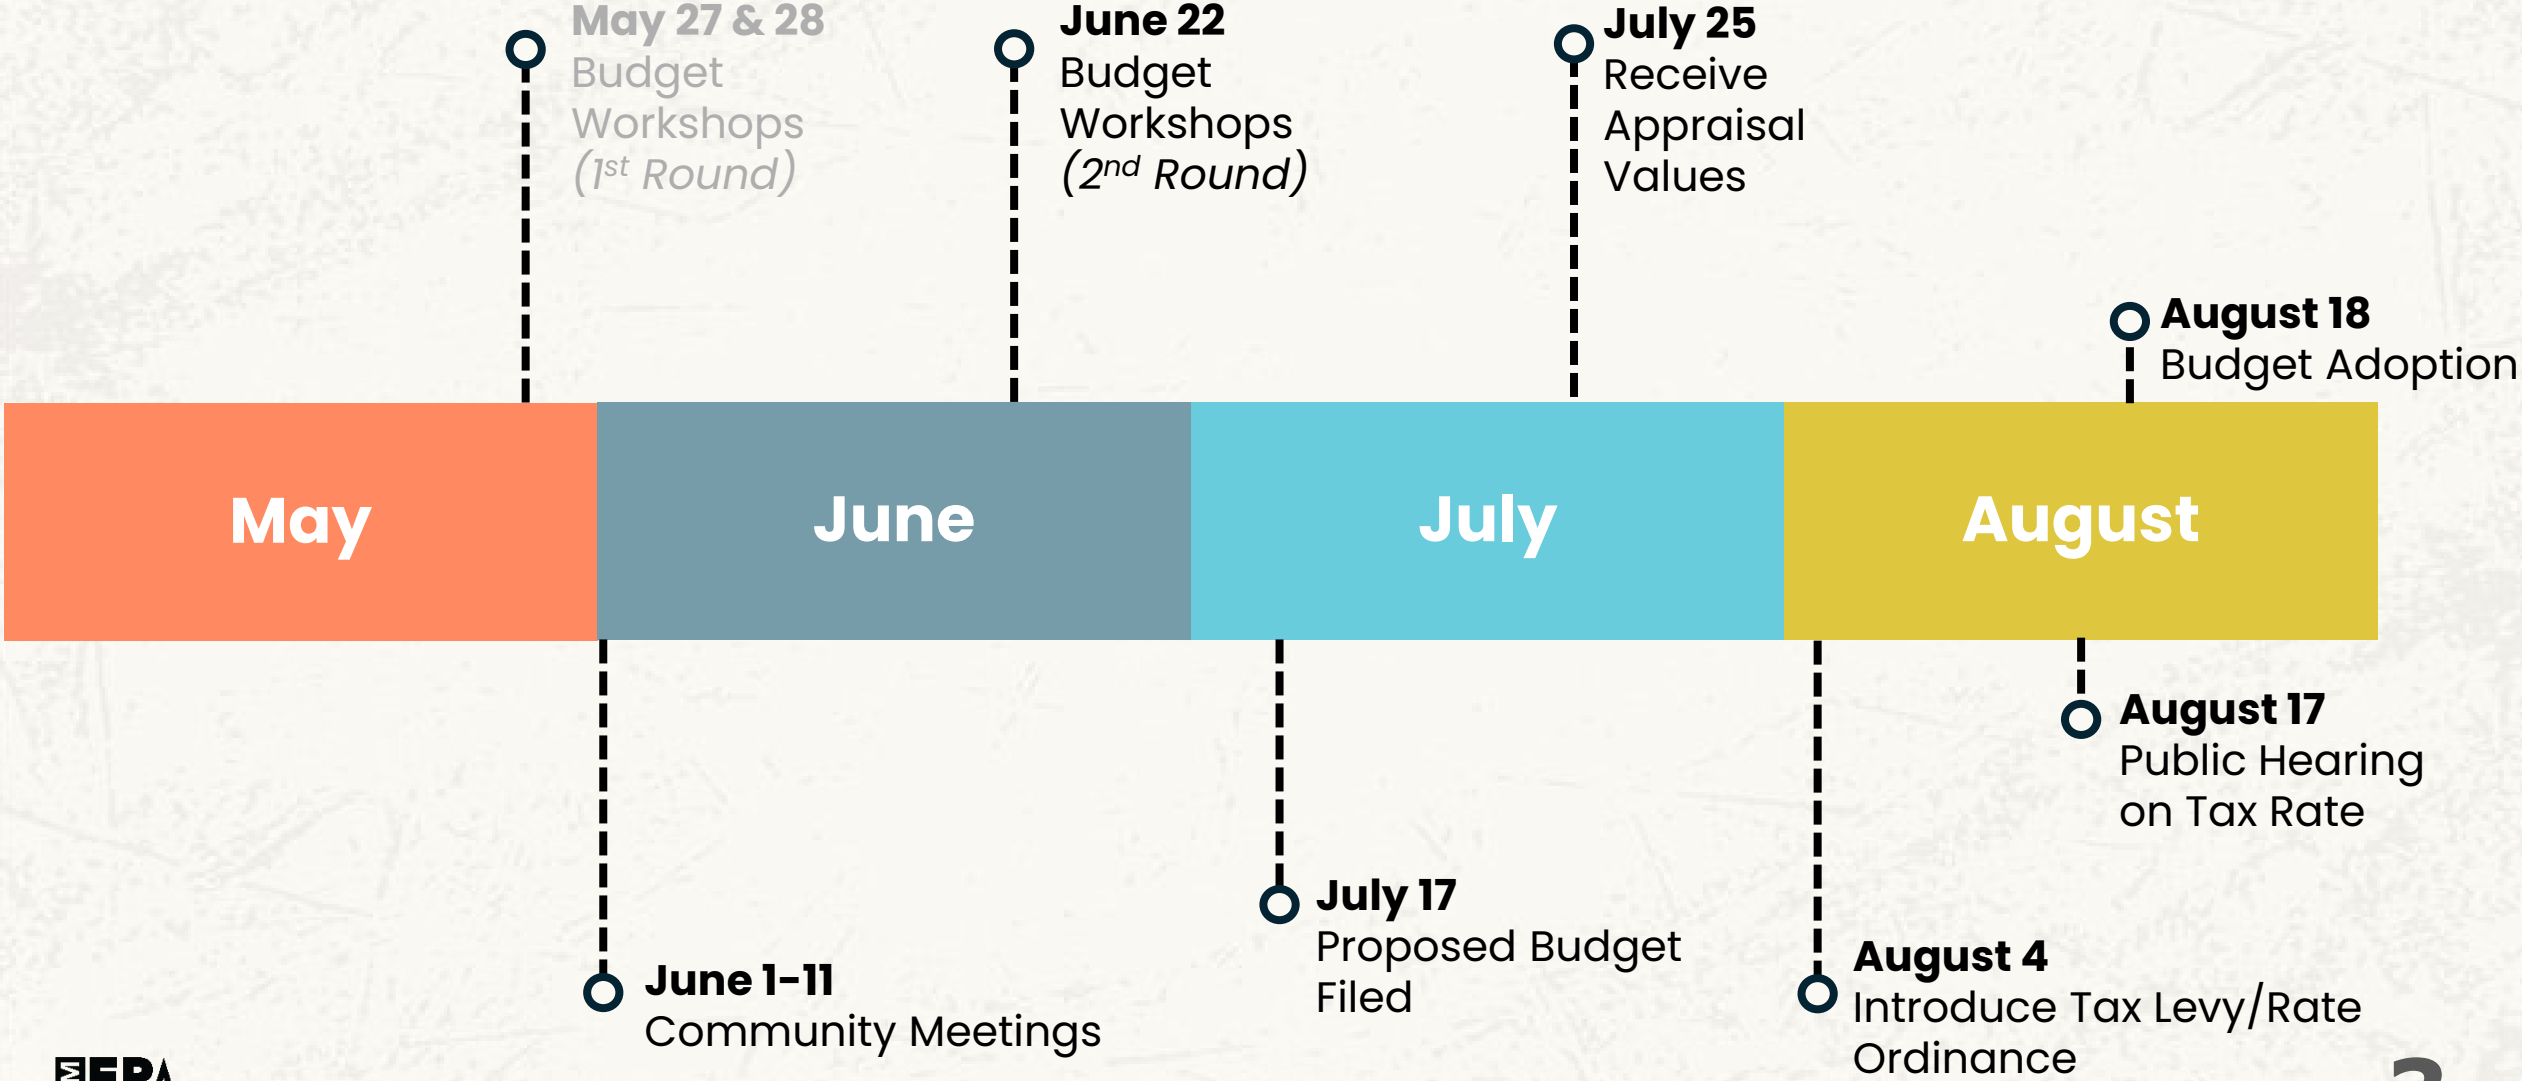 May 27 & 28
Budget
Workshops
(1st Round)
June 22
Budget
Workshops
(2nd Round)
July 25
Receive
Appraisal
Values
August 18
Budget Adoption
May
June
July
August
August 17
Public Hearing
on Tax Rate
July 17
Proposed Budget
Filed
August 4
Introduce Tax Levy/Rate
Ordinance
June 1-11
Community Meetings